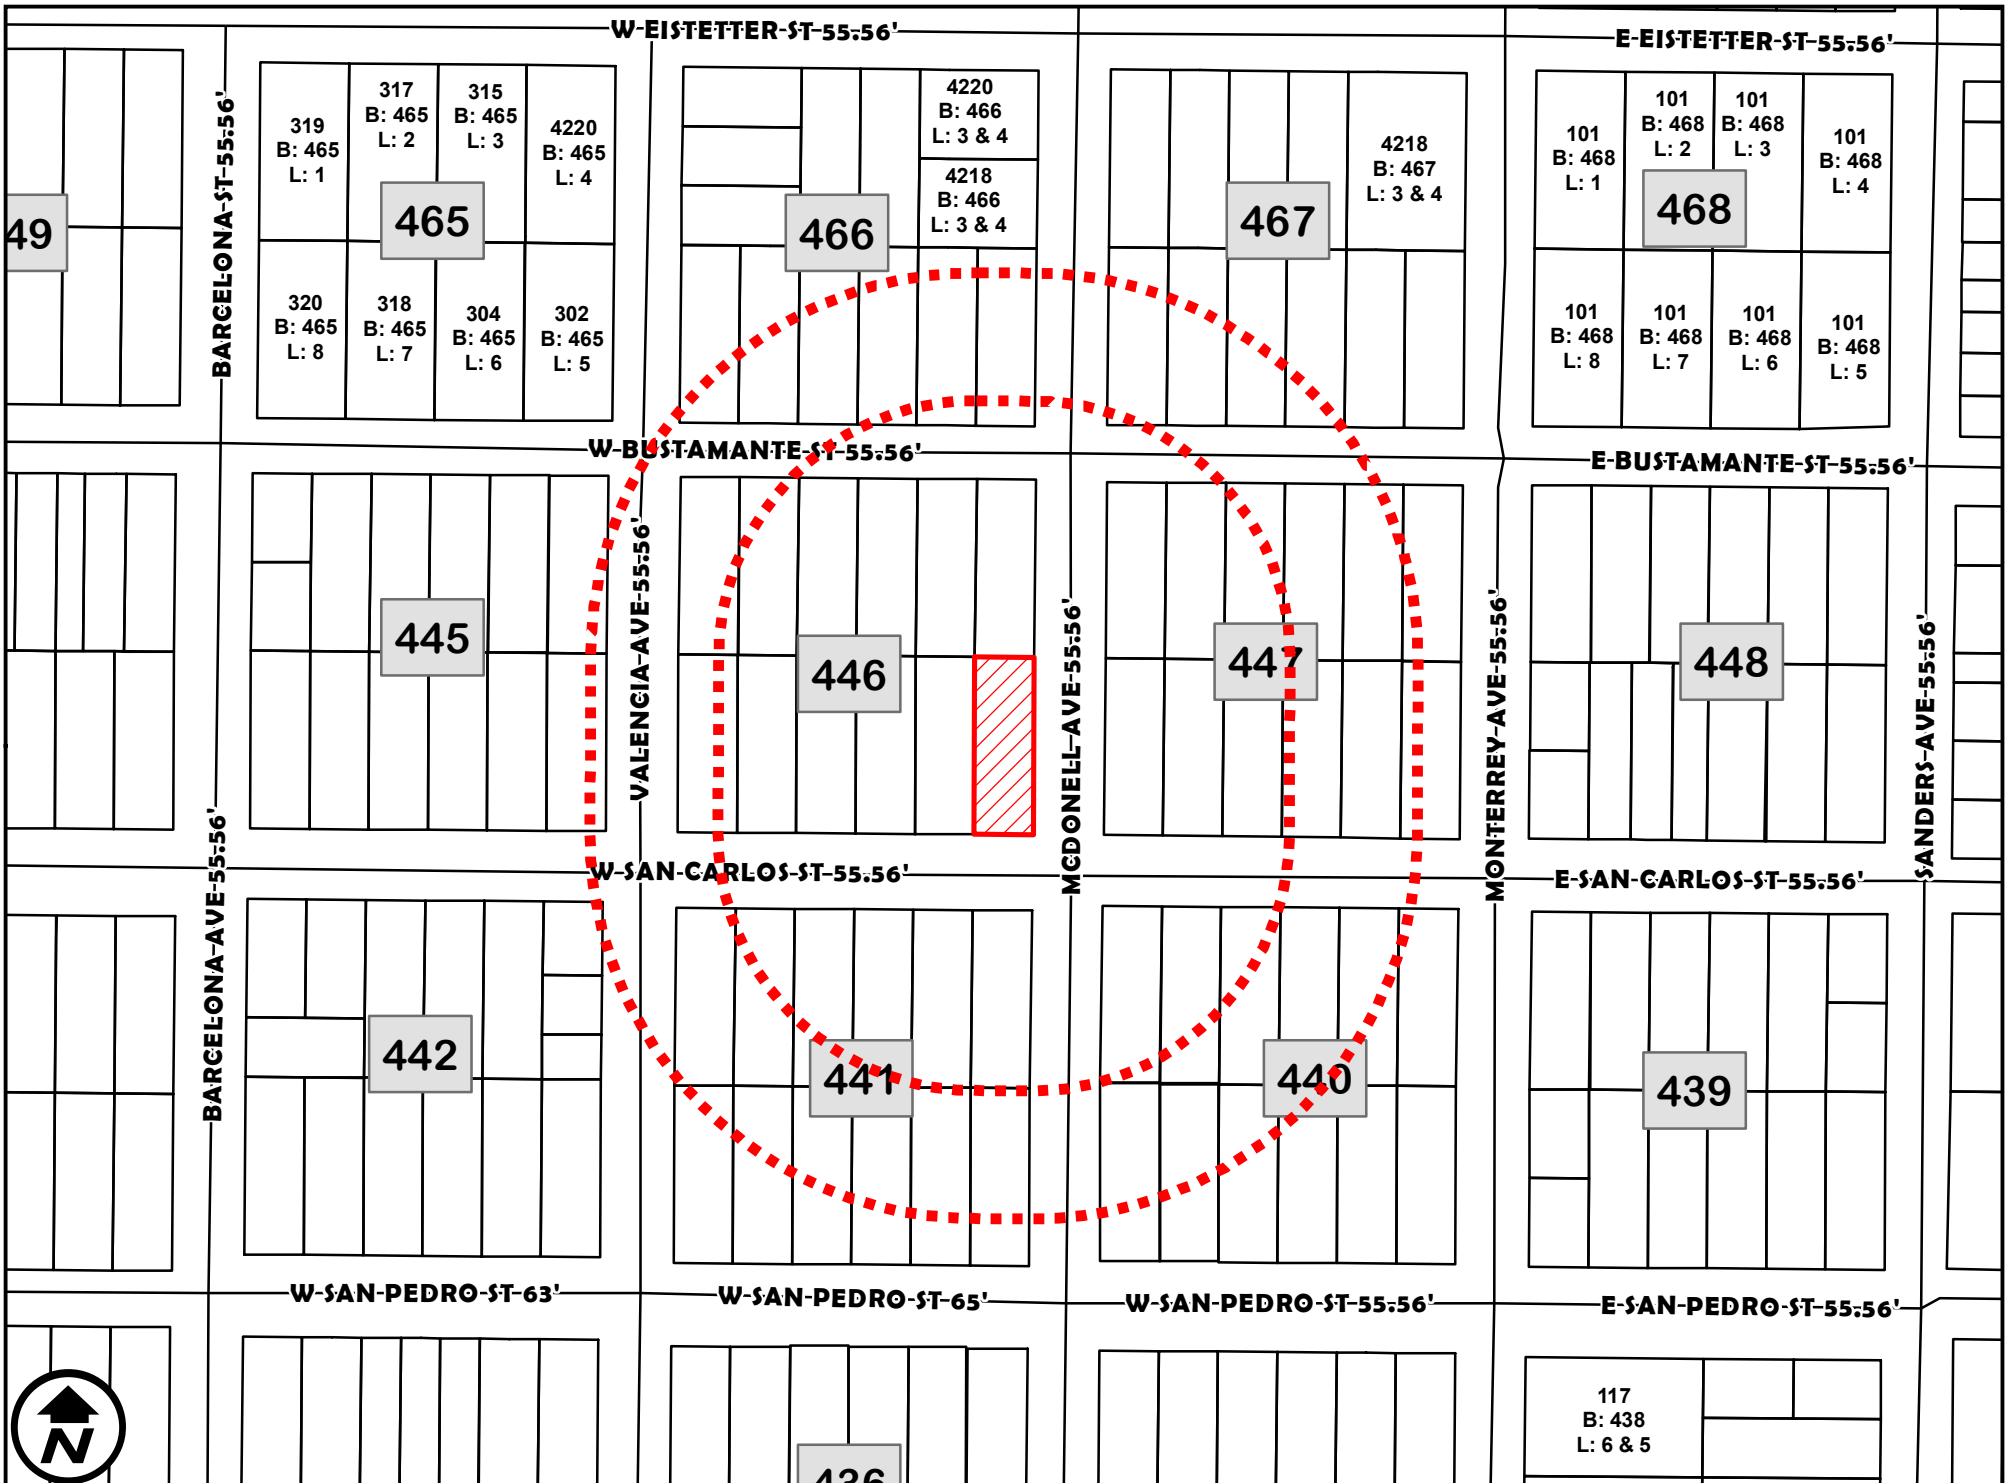 W-EISTETTER-ST-55.56'
E-EISTETTER-ST-55.56'
319
B: 465
L: 1
317
B: 465
L: 2
315
B: 465
L: 3
4220
B: 465
L: 4
465
320
B: 465
L: 8
318
B: 465
L: 7
304
B: 465
L: 6
302
B: 465
L: 5
4220
B: 466
L: 3 & 4
4218
B: 466
L: 3 & 4
466
4218
B: 467
L: 3 & 4
467
101
B: 468
L: 1
101
B: 468
L: 2
101
B: 468
L: 3
101
B: 468
L: 4
468
101
B: 468
L: 8
101
B: 468
L: 7
101
B: 468
L: 6
101
B: 468
L: 5
49
BARCELONA-ST-55.56'
W-BUSTAMANTE-ST-55.56'
E-BUSTAMANTE-ST-55.56'
445
VALENCIA-AVE-55.56'
446
MCDONELL-AVE-55.56'
447
MONTERREY-AVE-55.56'
448
SANDERS-AVE-55.56'
BARCELONA-AVE-55.56'
W-SAN-CARLOS-ST-55.56'
E-SAN-CARLOS-ST-55.56'
442
441
440
439
W-SAN-PEDRO-ST-63'
W-SAN-PEDRO-ST-65'
W-SAN-PEDRO-ST-55.56'
E-SAN-PEDRO-ST-55.56'
117
B: 438
L: 6 & 5
436
N